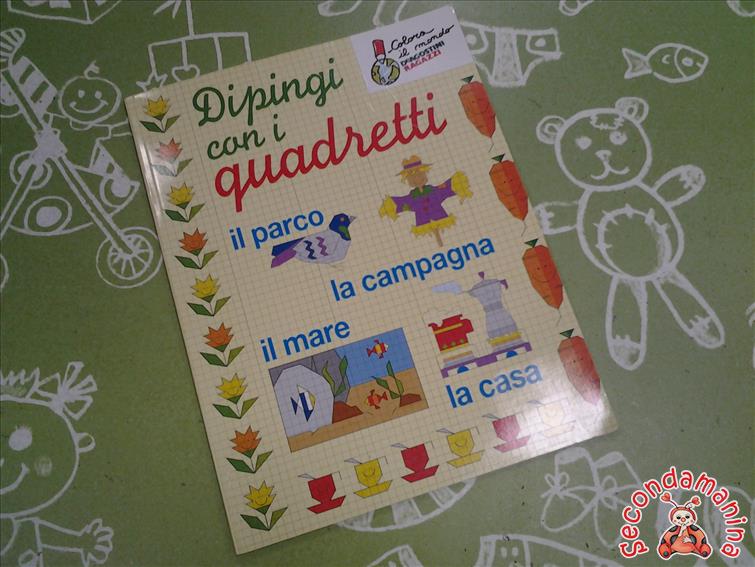 Colora
il mondo
DEAGOSTINI
RAGAZZI
Dipingi
con i
quadretti
il parco
la campagna
il mare
la casa
Secondamanina